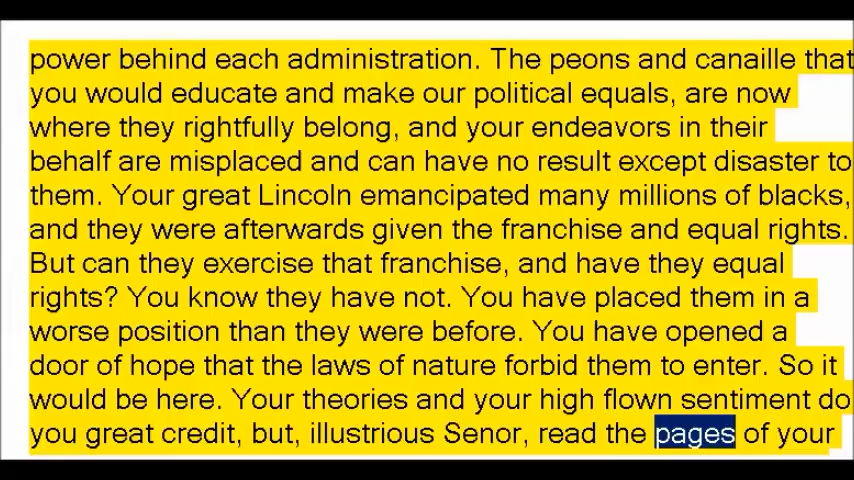 power behind each administration. The peons and canaille that
you would educate and make our political equals, are now
where they rightfully belong, and your endeavors in their
behalf are misplaced and can have no result except disaster to
them. Your great Lincoln emancipated many millions of blacks,
and they were afterwards given the franchise and equal rights.
But can they exercise that franchise, and have they equal
rights? You know they have not. You have placed them in a
worse position than they were before. You have opened a
door of hope that the laws of nature forbid them to enter. So it
would be here. Your theories and your high flown sentiment do
you great credit, but, illustrious Senor, read the pages of your